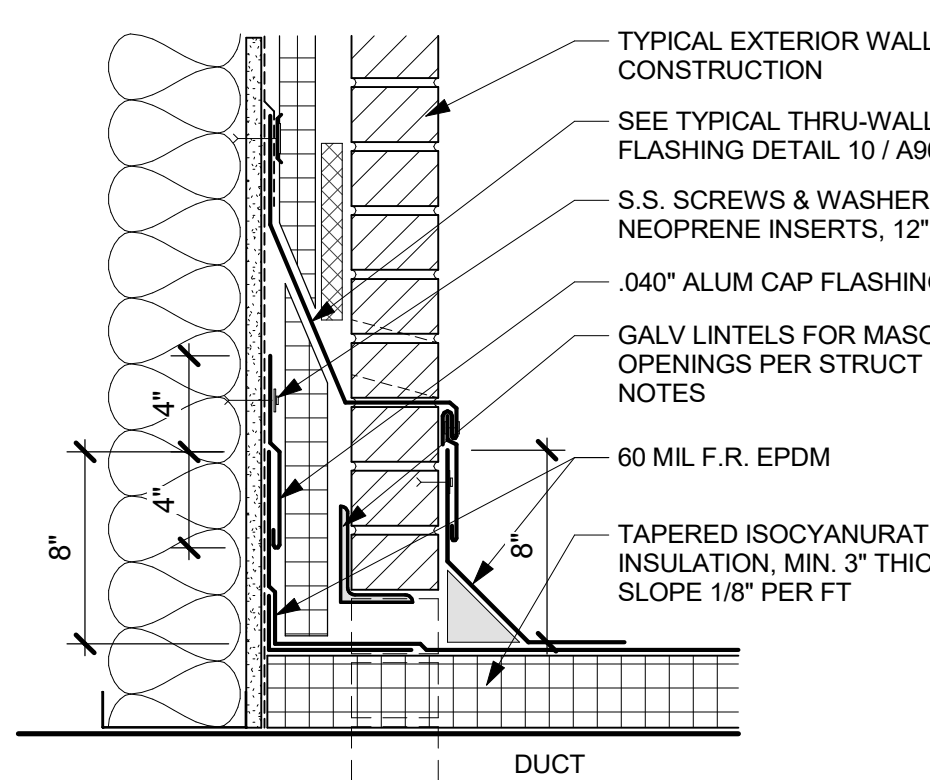 TYPICAL EXTERIOR WALL
CONSTRUCTION
SEE TYPICAL THRU-WALL
FLASHING DETAIL 10 / A90
S.S. SCREWS & WASHER
NEOPRENE INSERTS, 12"
.040" ALUM CAP FLASHING
GALV LINTELS FOR MASO
OPENINGS PER STRUCT
NOTES
60 MIL F.R. EPDM
TAPERED ISOCYANURAT
INSULATION, MIN. 3" THIC
SLOPE 1/8" PER FT
4"
4"
8"
8"
DUCT